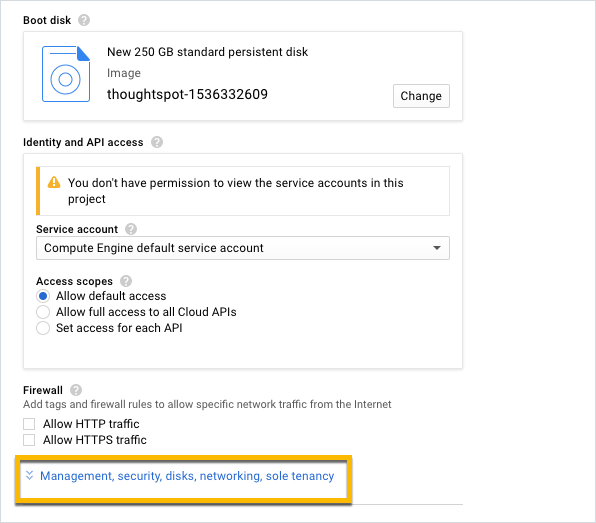 Boot disk ?
New 250 GB standard persistent disk
Image
thoughtspot-1536332609
Change
Identity and API access ?
You don't have permission to view the service accounts in this
project
Service account ?
Compute Engine default service account
Access scopes ?
Allow default access
Allow full access to all Cloud APIs
Set access for each API
Firewall ?
Add tags and firewall rules to allow specific network traffic from the Internet
Allow HTTP traffic
Allow HTTPS traffic
Management, security, disks, networking, sole tenancy